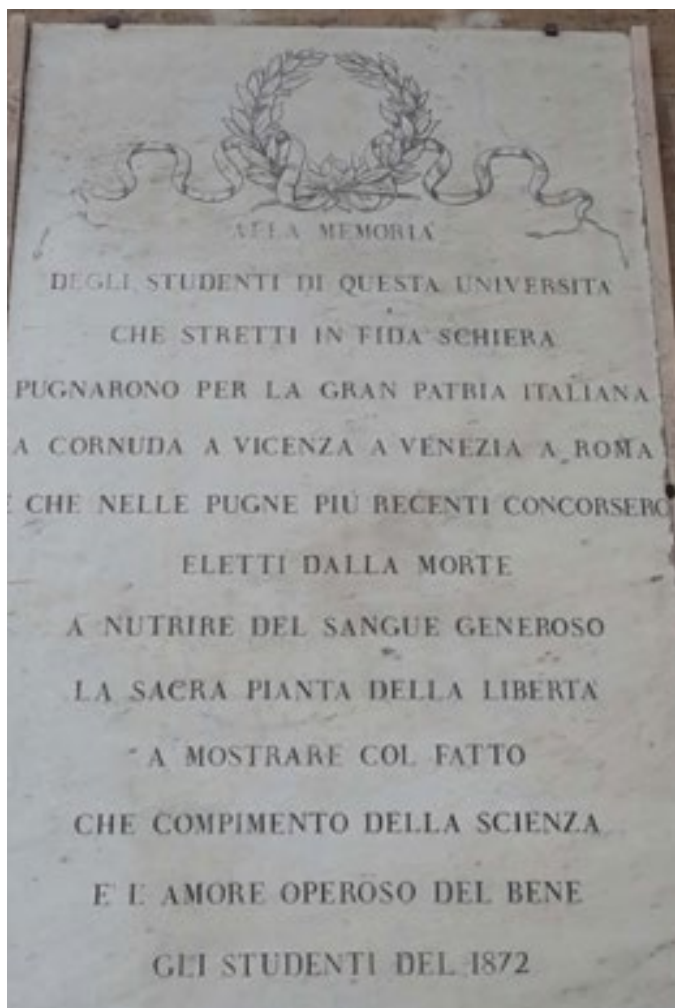 ALLA MEMORIA
DEGLI STUDENTI DI QUESTA UNIVERSITA
CHE STRETTI IN FIDA SCHIERA
PUGNARONO PER LA GRAN PATRIA ITALIANA
A CORNUDA A VICENZA A VENEZIA A ROMA
E CHE NELLE PUGNE PIÙ RECENTI CONCORSERO
ELETTI DALLA MORTE
A NUTRIRE DEL SANGUE GENEROSO
LA SACRA PIANTA DELLA LIBERTA'
A MOSTRARE COL FATTO
CHE COMPIMENTO DELLA SCIENZA
E' L' AMORE OPEROSO DEL BENE
GLI STUDENTI DEL 1872